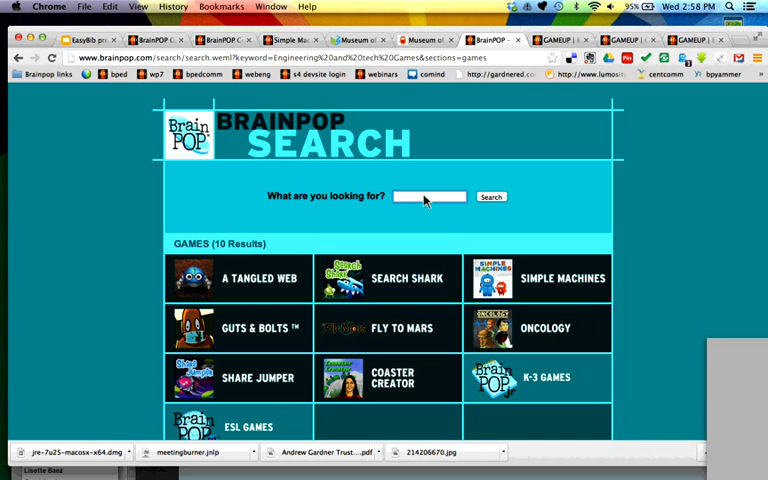 Chrome File Edit View History Bookmarks Window Help 95% Wed 2:58 PM
EasyBib pre BrainPOP C BrainPOP C Simple Ma Museum of Museum of BrainPOP - GAMEUP | GAMEUP | GAMEUP |
www.brainpop.com/search/search.weml?keyword=Engineering%20and%20tech%20Games&sections=games
Brainpop links bped wp7 bpedcomm webeng s4 devsite login webinars comind http://gardnered.co http://www.lumosit centcomm bpyammer
Brain POP
BRAINPOP
SEARCH
What are you looking for? Search
GAMES (10 Results)
A TANGLED WEB SEARCH SHARK SIMPLE MACHINES
GUTS & BOLTS ™ FLY TO MARS ONCOLOGY
SHARE JUMPER COASTER CREATOR K-3 GAMES
ESL GAMES
jre-7u25-macosx-x64.dmg meetingburner.jnlp Andrew Gardner Trust....pdf 214206670.jpg
Lisette Baez